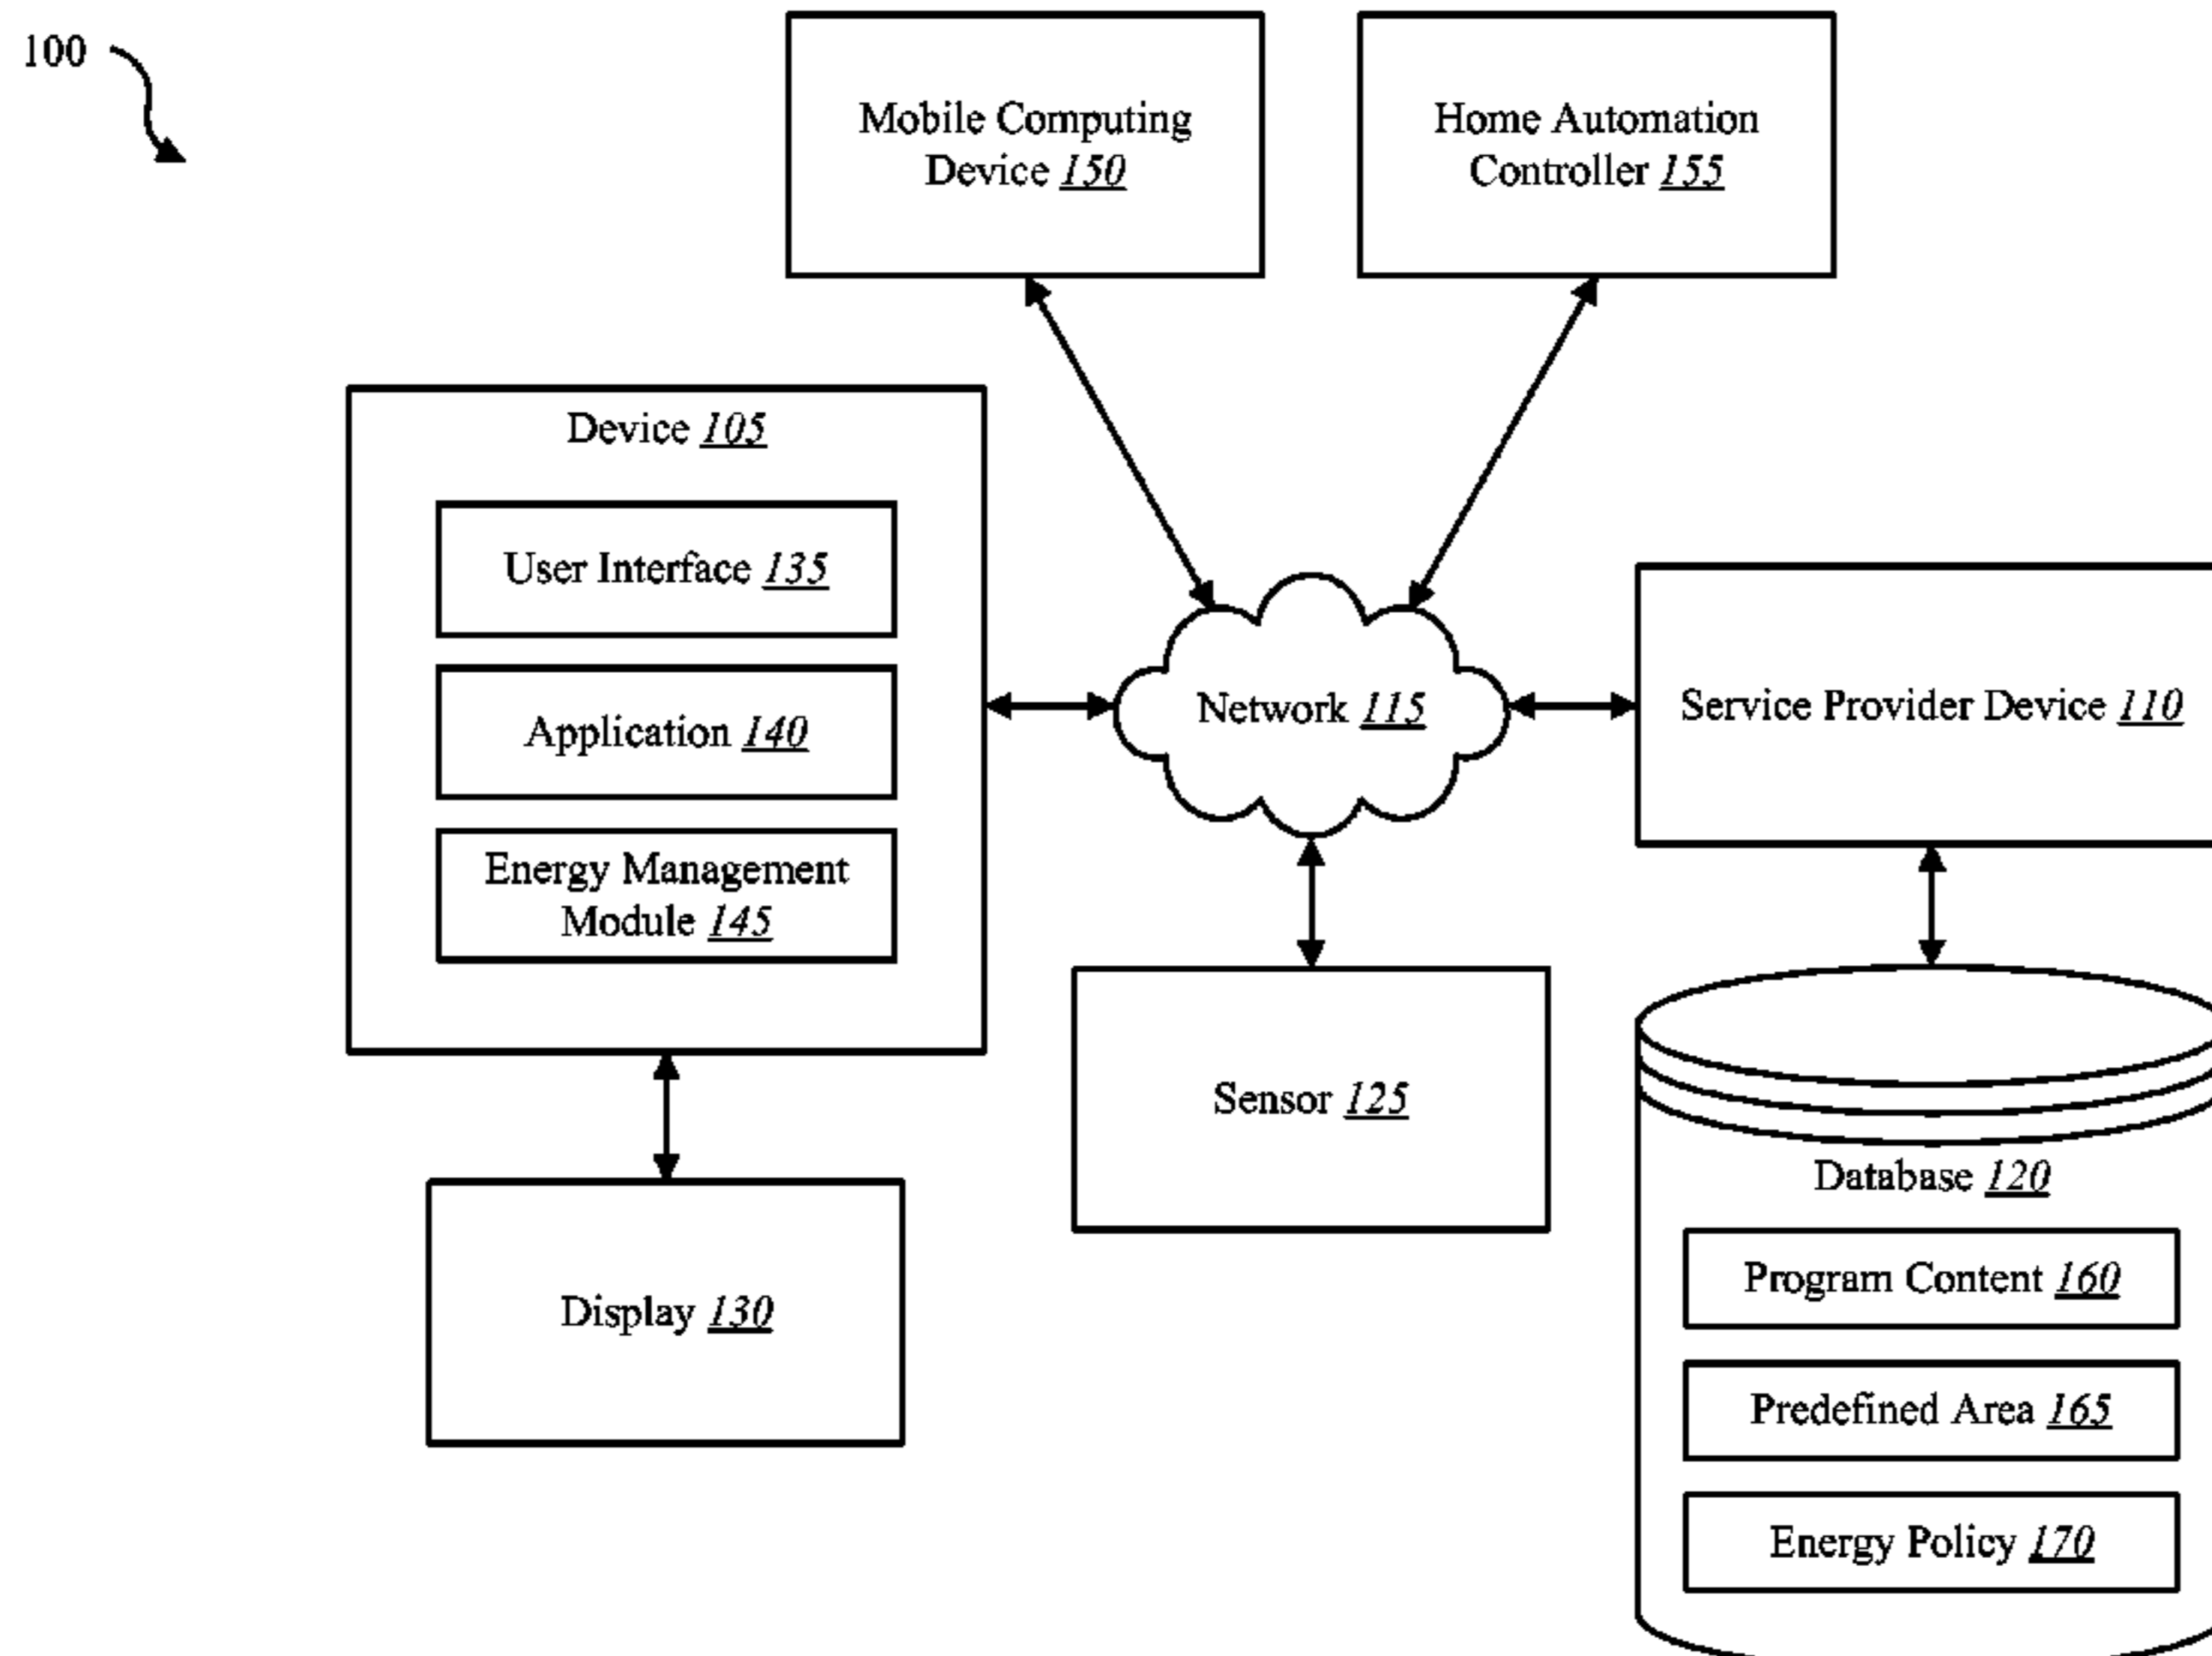 100
Mobile Computing
Device 150
Home Automation
Controller 155
Device 105
User Interface 135
Application 140
Energy Management
Module 145
Network 115
Service Provider Device 110
Sensor 125
Display 130
Database 120
Program Content 160
Predefined Area 165
Energy Policy 170